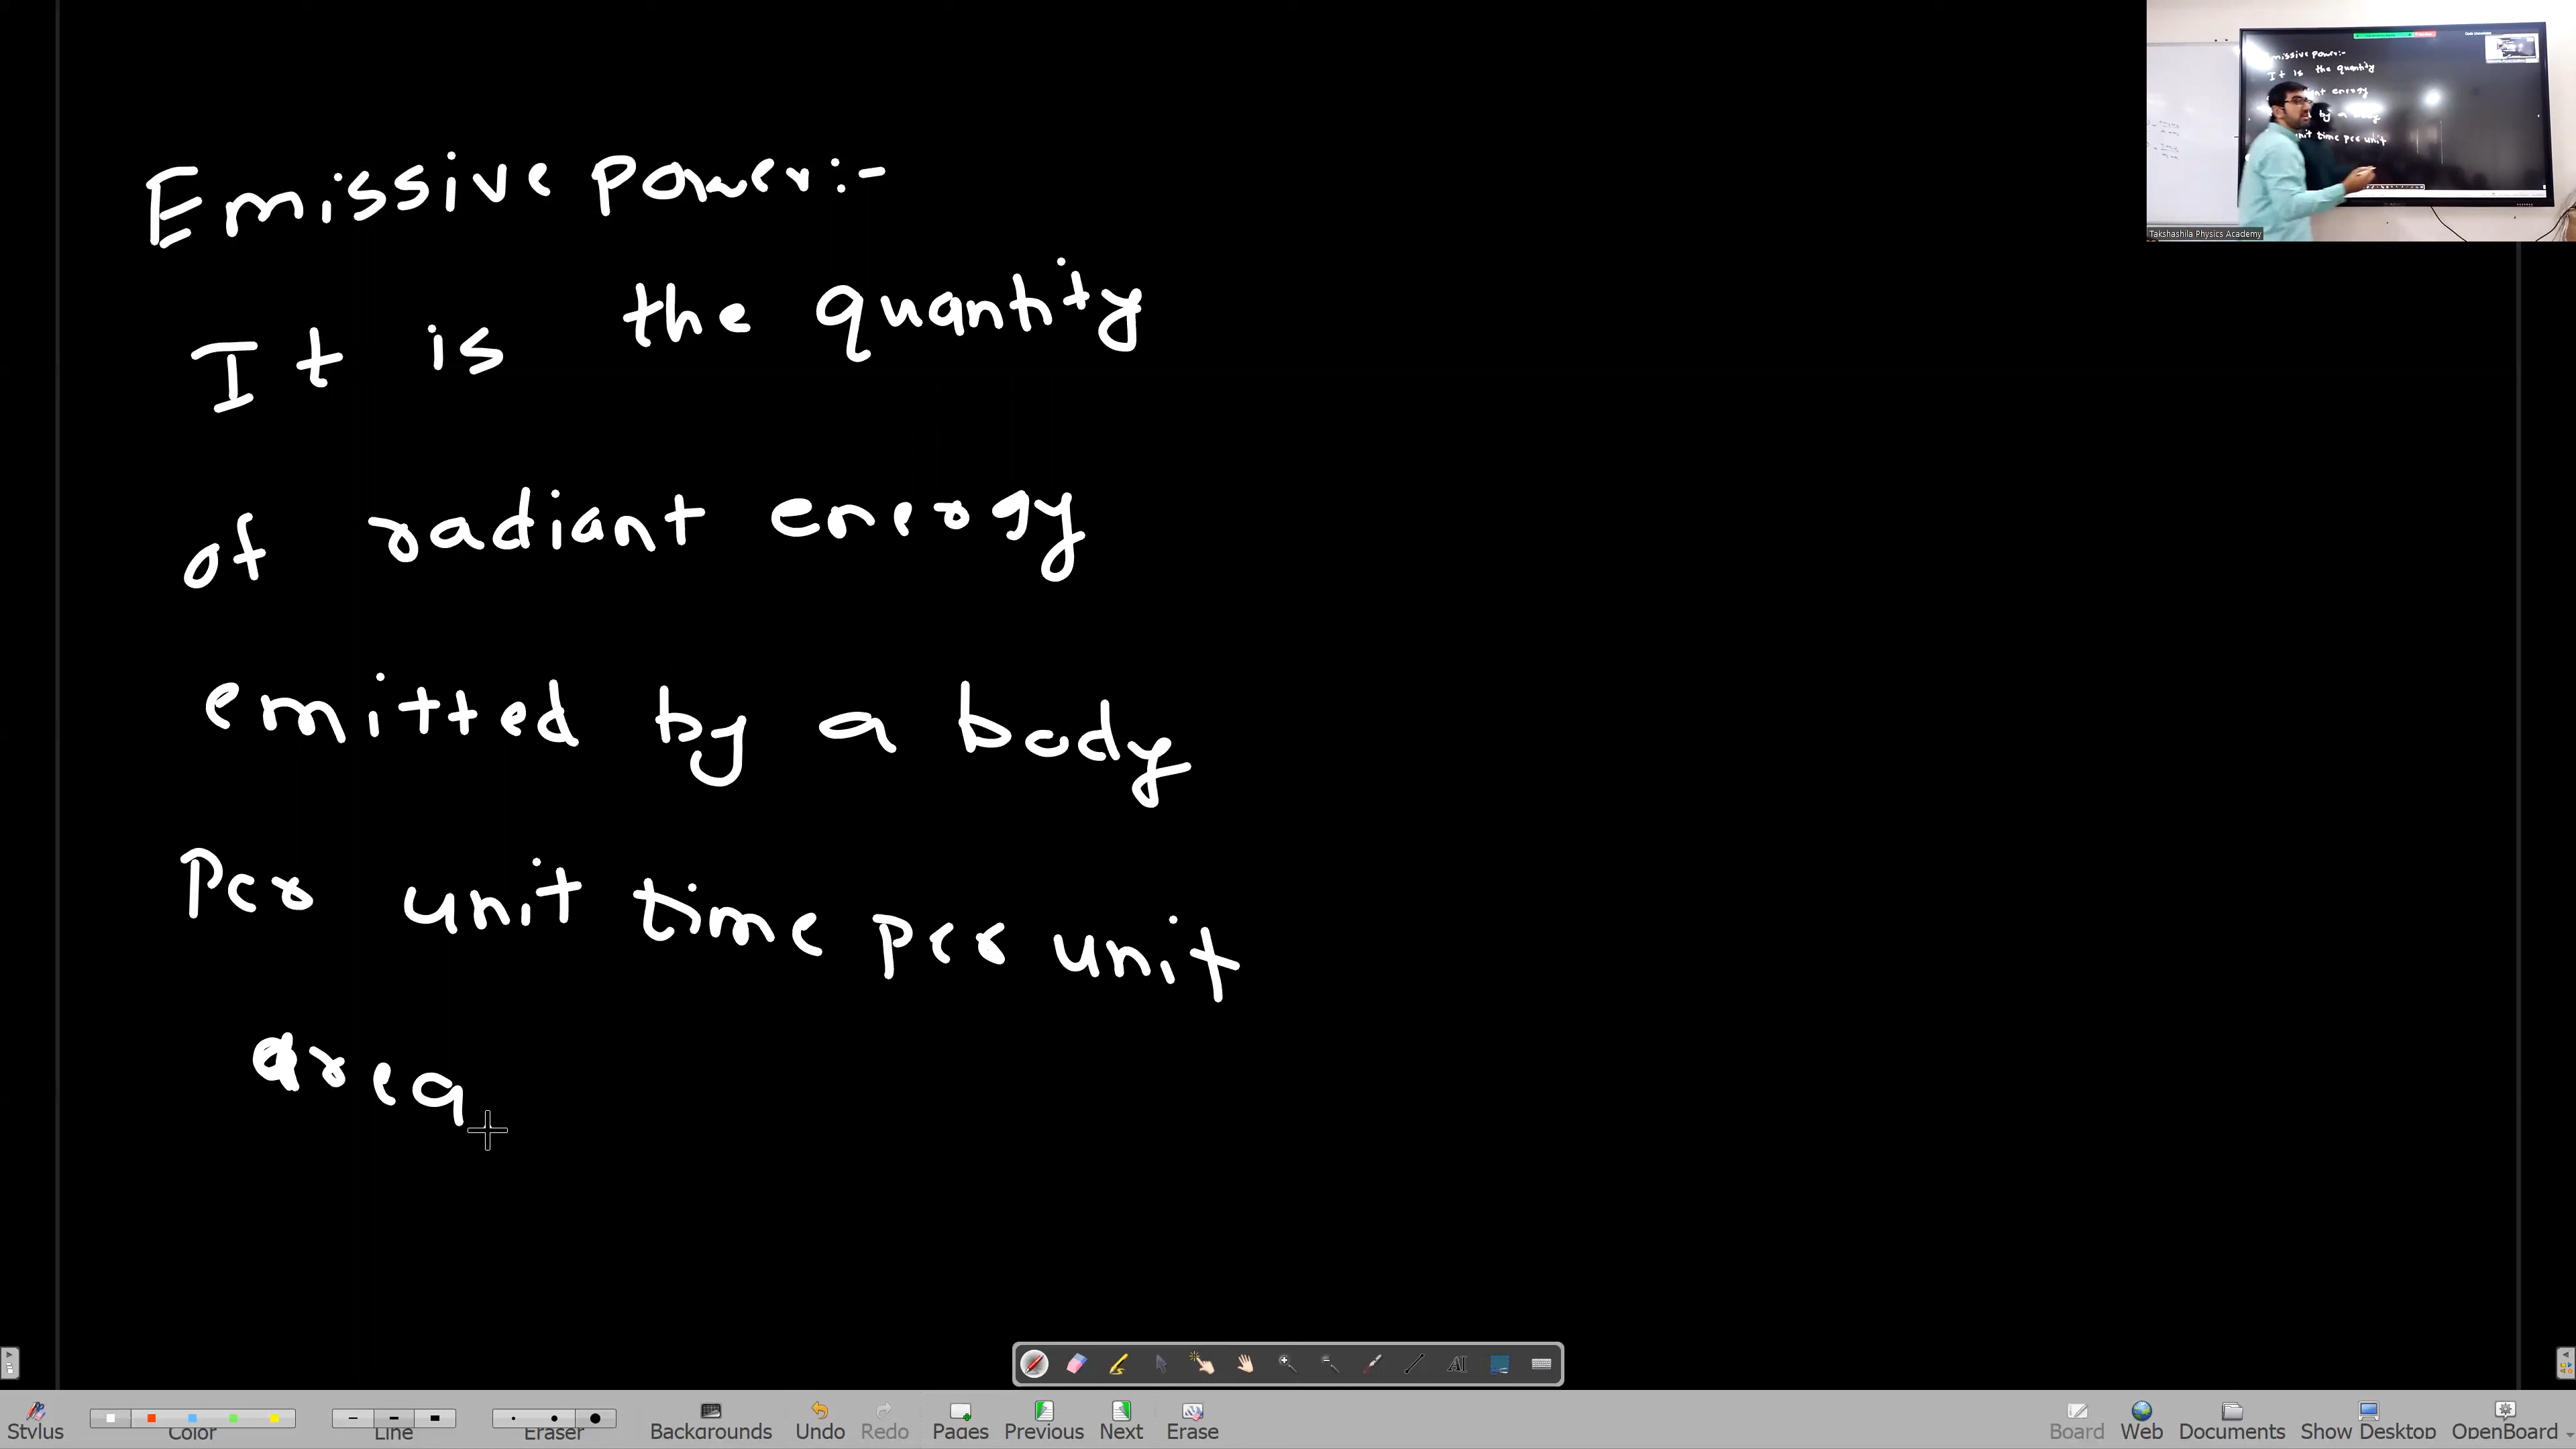 Emissive power:-
It is the quantity
of radiant energy
emitted by a body
Per unit time per unit
area
Takshashila Physics Academy
Stylus
Color
Line
Eraser
Backgrounds
Undo
Redo
Pages
Previous
Next
Erase
Board
Web
Documents
Show Desktop
OpenBoard